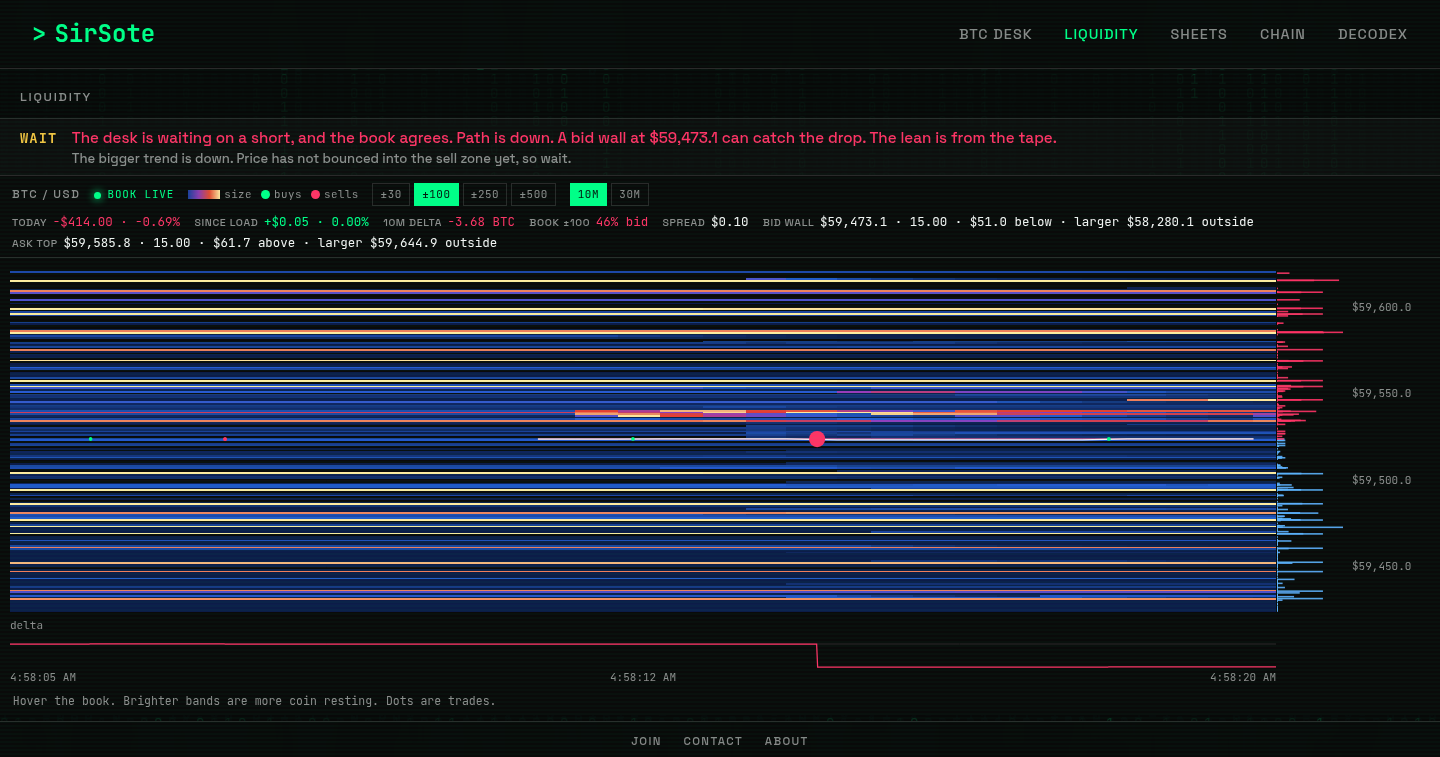 > SirSote
BTC DESK LIQUIDITY SHEETS CHAIN DECODEX
LIQUIDITY
WAIT The desk is waiting on a short, and the book agrees. Path is down. A bid wall at $59,473.1 can catch the drop. The lean is from the tape.
The bigger trend is down. Price has not bounced into the sell zone yet, so wait.
BTC / USD BOOK LIVE size buys sells ±30 ±100 ±250 ±500 10M 30M
TODAY -$414.00 · -0.69% SINCE LOAD +$0.05 · 0.00% 10M DELTA -3.68 BTC BOOK ±100 46% bid SPREAD $0.10 BID WALL $59,473.1 · 15.00 · $51.0 below · larger $58,280.1 outside
ASK TOP $59,585.8 · 15.00 · $61.7 above · larger $59,644.9 outside
$59,600.0
$59,550.0
$59,500.0
$59,450.0
delta
4:58:05 AM 4:58:12 AM 4:58:20 AM
Hover the book. Brighter bands are more coin resting. Dots are trades.
JOIN CONTACT ABOUT